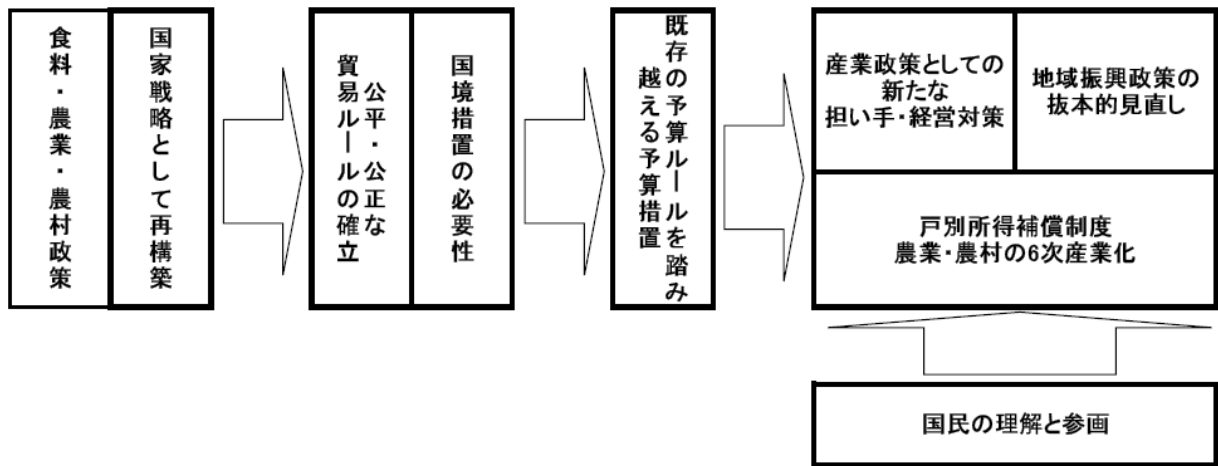 食料・農業・農村政策
国家戦略として再構築
公平・公正な
貿易ルールの確立
国境措置の必要性
既存の予算ルールを踏み
越える予算措置
産業政策としての
新たな
担い手・経営対策
地域振興政策の
抜本的見直し
戸別所得補償制度
農業・農村の6次産業化
国民の理解と参画